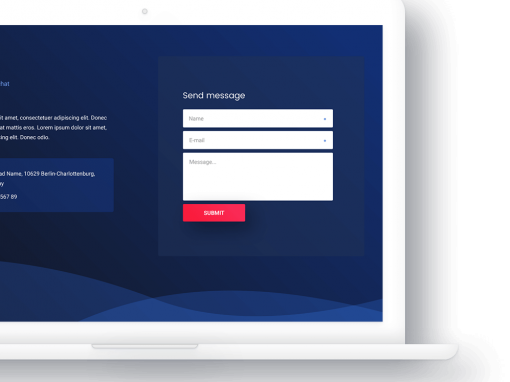 hat
it amet, consectetuer adipiscing elit. Donec
at mattis eros. Lorem ipsum dolor sit amet,
ing elit. Donec odio.
ad Name, 10629 Berlin-Charlottenburg,
y
567 89
Send message
Name
*
E-mail
*
Message...
SUBMIT